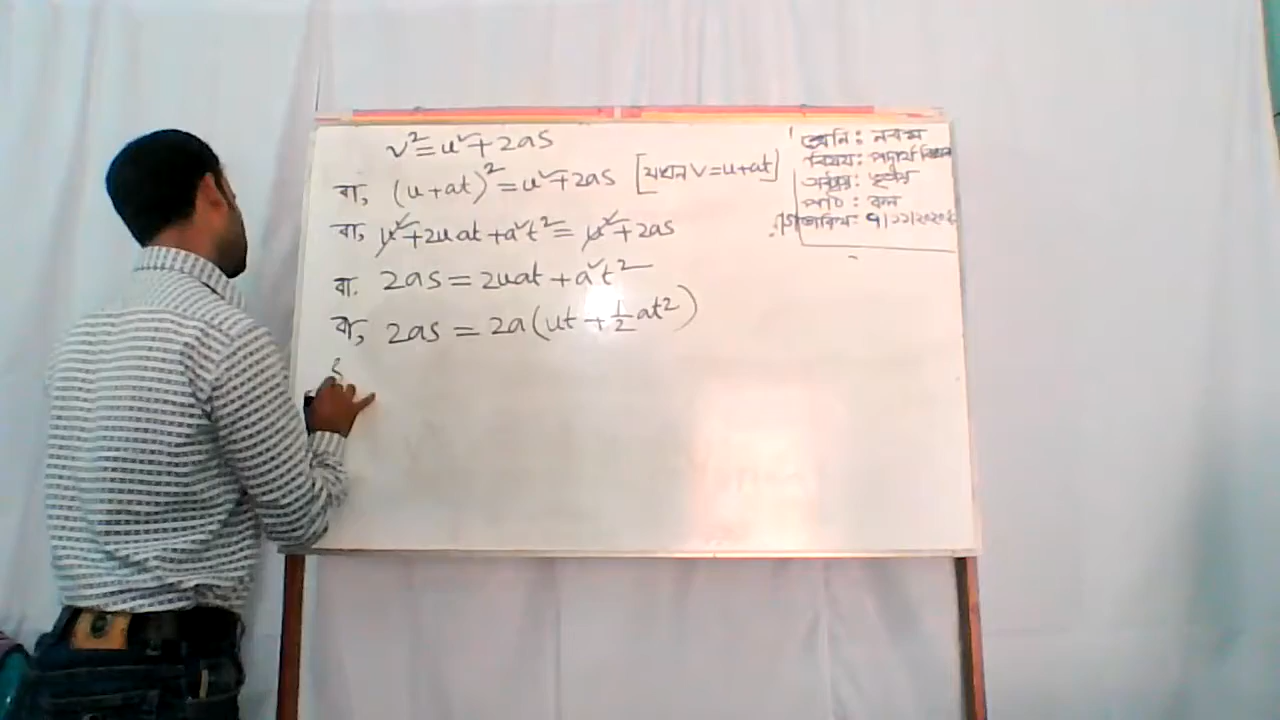 v² = u² + 2as
বা, (u + at)² = u² + 2as [যখন v = u + at]
বা, u² + 2uat + a²t² = u² + 2as
বা. 2as = 2uat + a²t²
বা, 2as = 2a(ut + ½at²)
শ্রেনি : নবম
বিষয় : পদার্থ বিজ্ঞান
পাঠ : বল